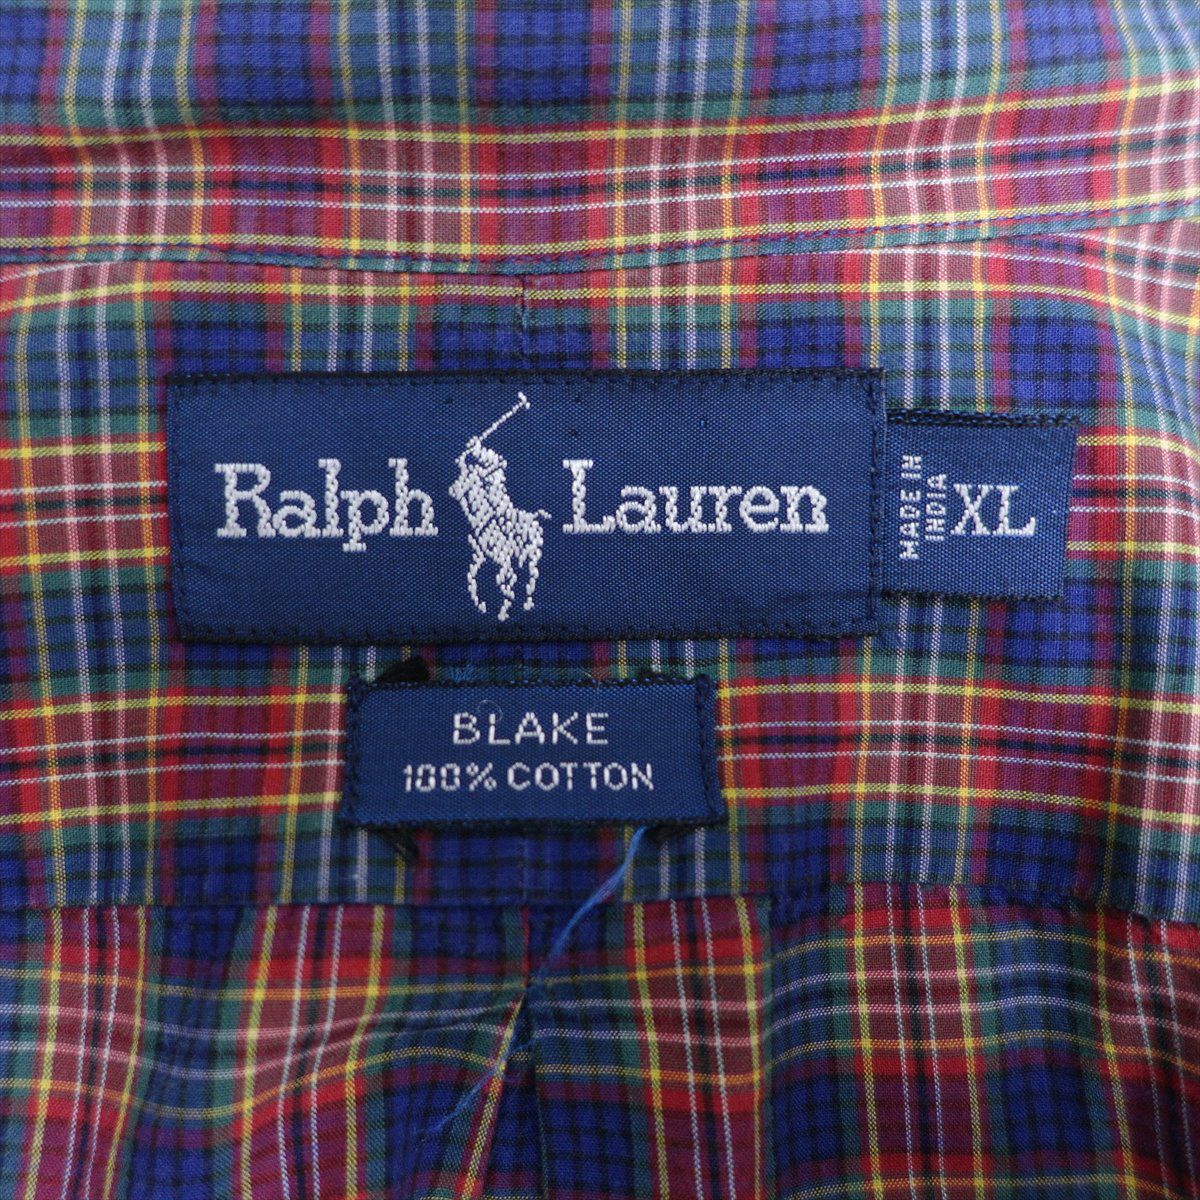 Ralph Lauren
MADE IN
INDIA
XL
BLAKE
100% COTTON